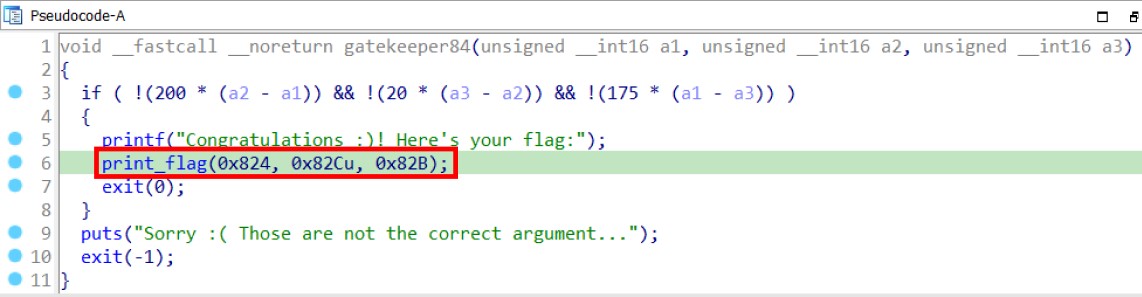 Pseudocode-A
1 void __fastcall __noreturn gatekeeper84(unsigned __int16 a1, unsigned __int16 a2, unsigned __int16 a3)
2 {
3 if ( !(200 * (a2 - a1)) && !(20 * (a3 - a2)) && !(175 * (a1 - a3)) )
4 {
5 printf("Congratulations :)! Here's your flag:");
6 print_flag(0x824, 0x82Cu, 0x82B);
7 exit(0);
8 }
9 puts("Sorry :( Those are not the correct argument...");
10 exit(-1);
11 }